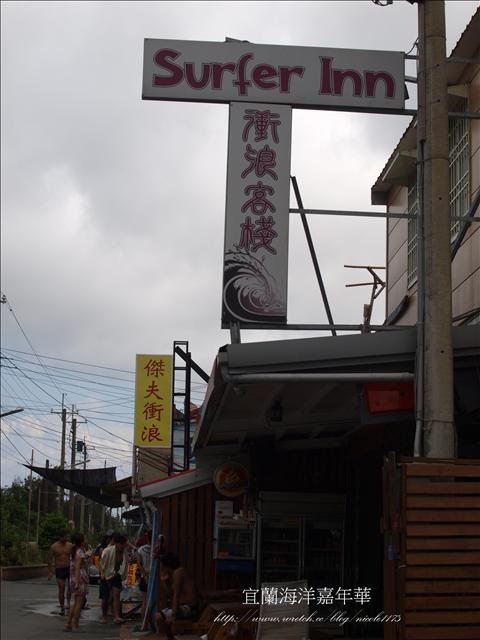 Surfer Inn
衝浪客棧
傑夫衝浪
宜蘭海洋嘉年華
http://www.wretch.cc/blog/nicole1175